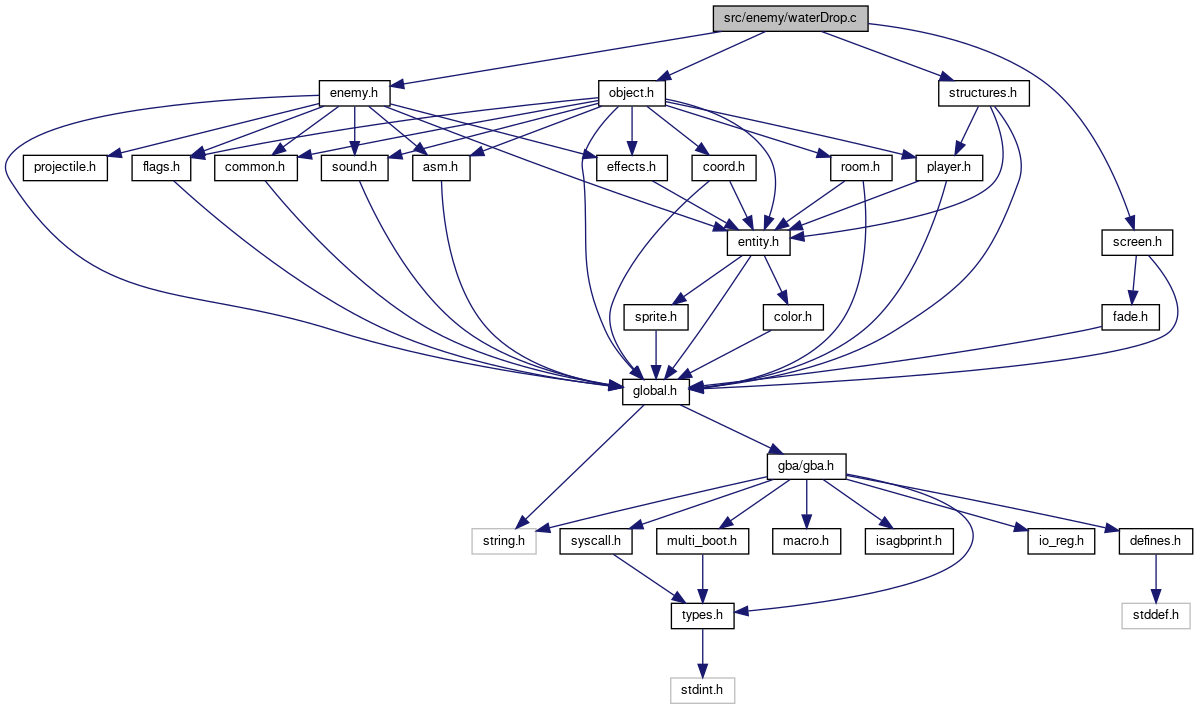 src/enemy/waterDrop.c
enemy.h
object.h
structures.h
projectile.h
flags.h
common.h
sound.h
asm.h
effects.h
coord.h
room.h
player.h
entity.h
screen.h
sprite.h
color.h
fade.h
global.h
gba/gba.h
string.h
syscall.h
multi_boot.h
macro.h
isagbprint.h
io_reg.h
defines.h
types.h
stddef.h
stdint.h